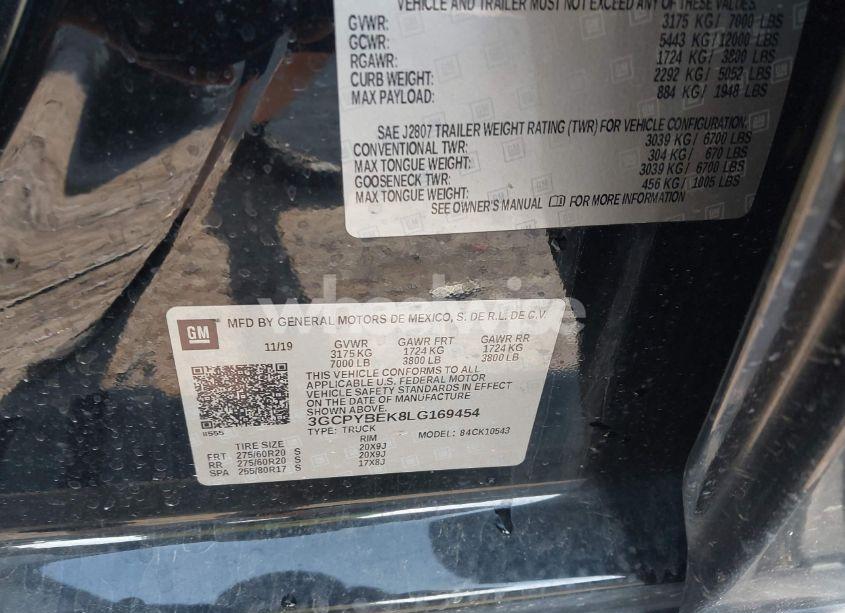 VEHICLE AND TRAILER MUST NOT EXCEED ANY OF THESE VALUES.
GVWR: 3175 KG / 7000 LBS
GCWR: 5443 KG/12000 LBS
RGAWR: 1724 KG / 3800 LBS
CURB WEIGHT: 2292 KG / 5052 LBS
MAX PAYLOAD: 884 KG / 1948 LBS
SAE J2807 TRAILER WEIGHT RATING (TWR) FOR VEHICLE CONFIGURATION.
CONVENTIONAL TWR: 3039 KG / 6700 LBS
MAX TONGUE WEIGHT: 304 KG / 670 LBS
GOOSENECK TWR: 3039 KG / 6700 LBS
MAX TONGUE WEIGHT: 456 KG / 1005 LBS
SEE OWNER'S MANUAL FOR MORE INFORMATION
GM MFD BY GENERAL MOTORS DE MEXICO, S. DE R.L. DE C.V.
11/19 GVWR GAWR FRT GAWR RR
3175 KG 1724 KG 1724 KG
7000 LB 3800 LB 3800 LB
THIS VEHICLE CONFORMS TO ALL
APPLICABLE U.S. FEDERAL MOTOR
VEHICLE SAFETY STANDARDS IN EFFECT
ON THE DATE OF MANUFACTURE
SHOWN ABOVE.
3GCPYBEK8LG169454
TYPE: TRUCK MODEL: 84CK10543
TIRE SIZE RIM
FRT 275/60R20 S 20X9J
RR 275/60R20 S 20X9J
SPA 255/80R17 S 17X8J